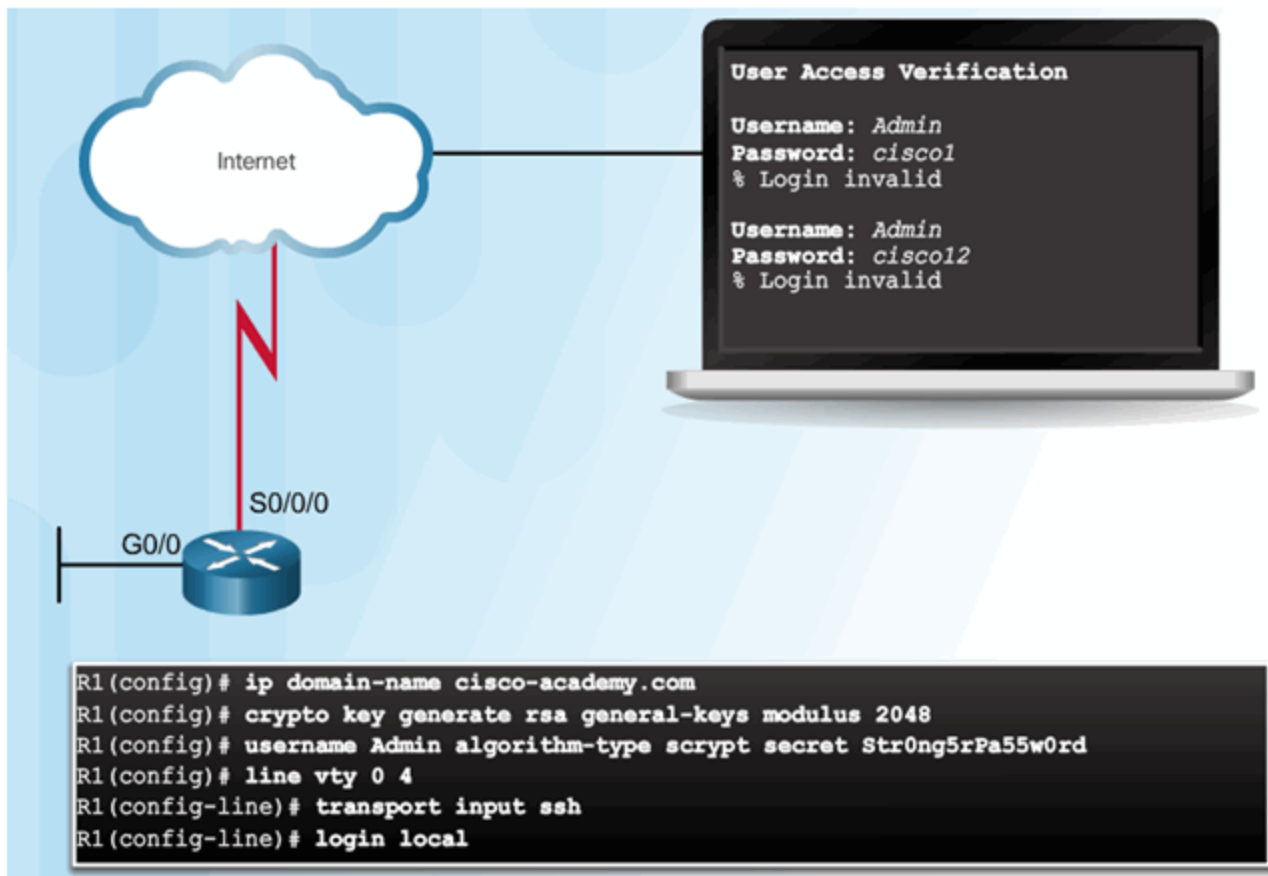 Internet
User Access Verification
Username: Admin
Password: cisco1
% Login invalid
Username: Admin
Password: cisco12
% Login invalid
S0/0/0
G0/0
R1(config)# ip domain-name cisco-academy.com
R1(config)# crypto key generate rsa general-keys modulus 2048
R1(config)# username Admin algorithm-type scrypt secret Str0ng5rPa55w0rd
R1(config)# line vty 0 4
R1(config-line)# transport input ssh
R1(config-line)# login local